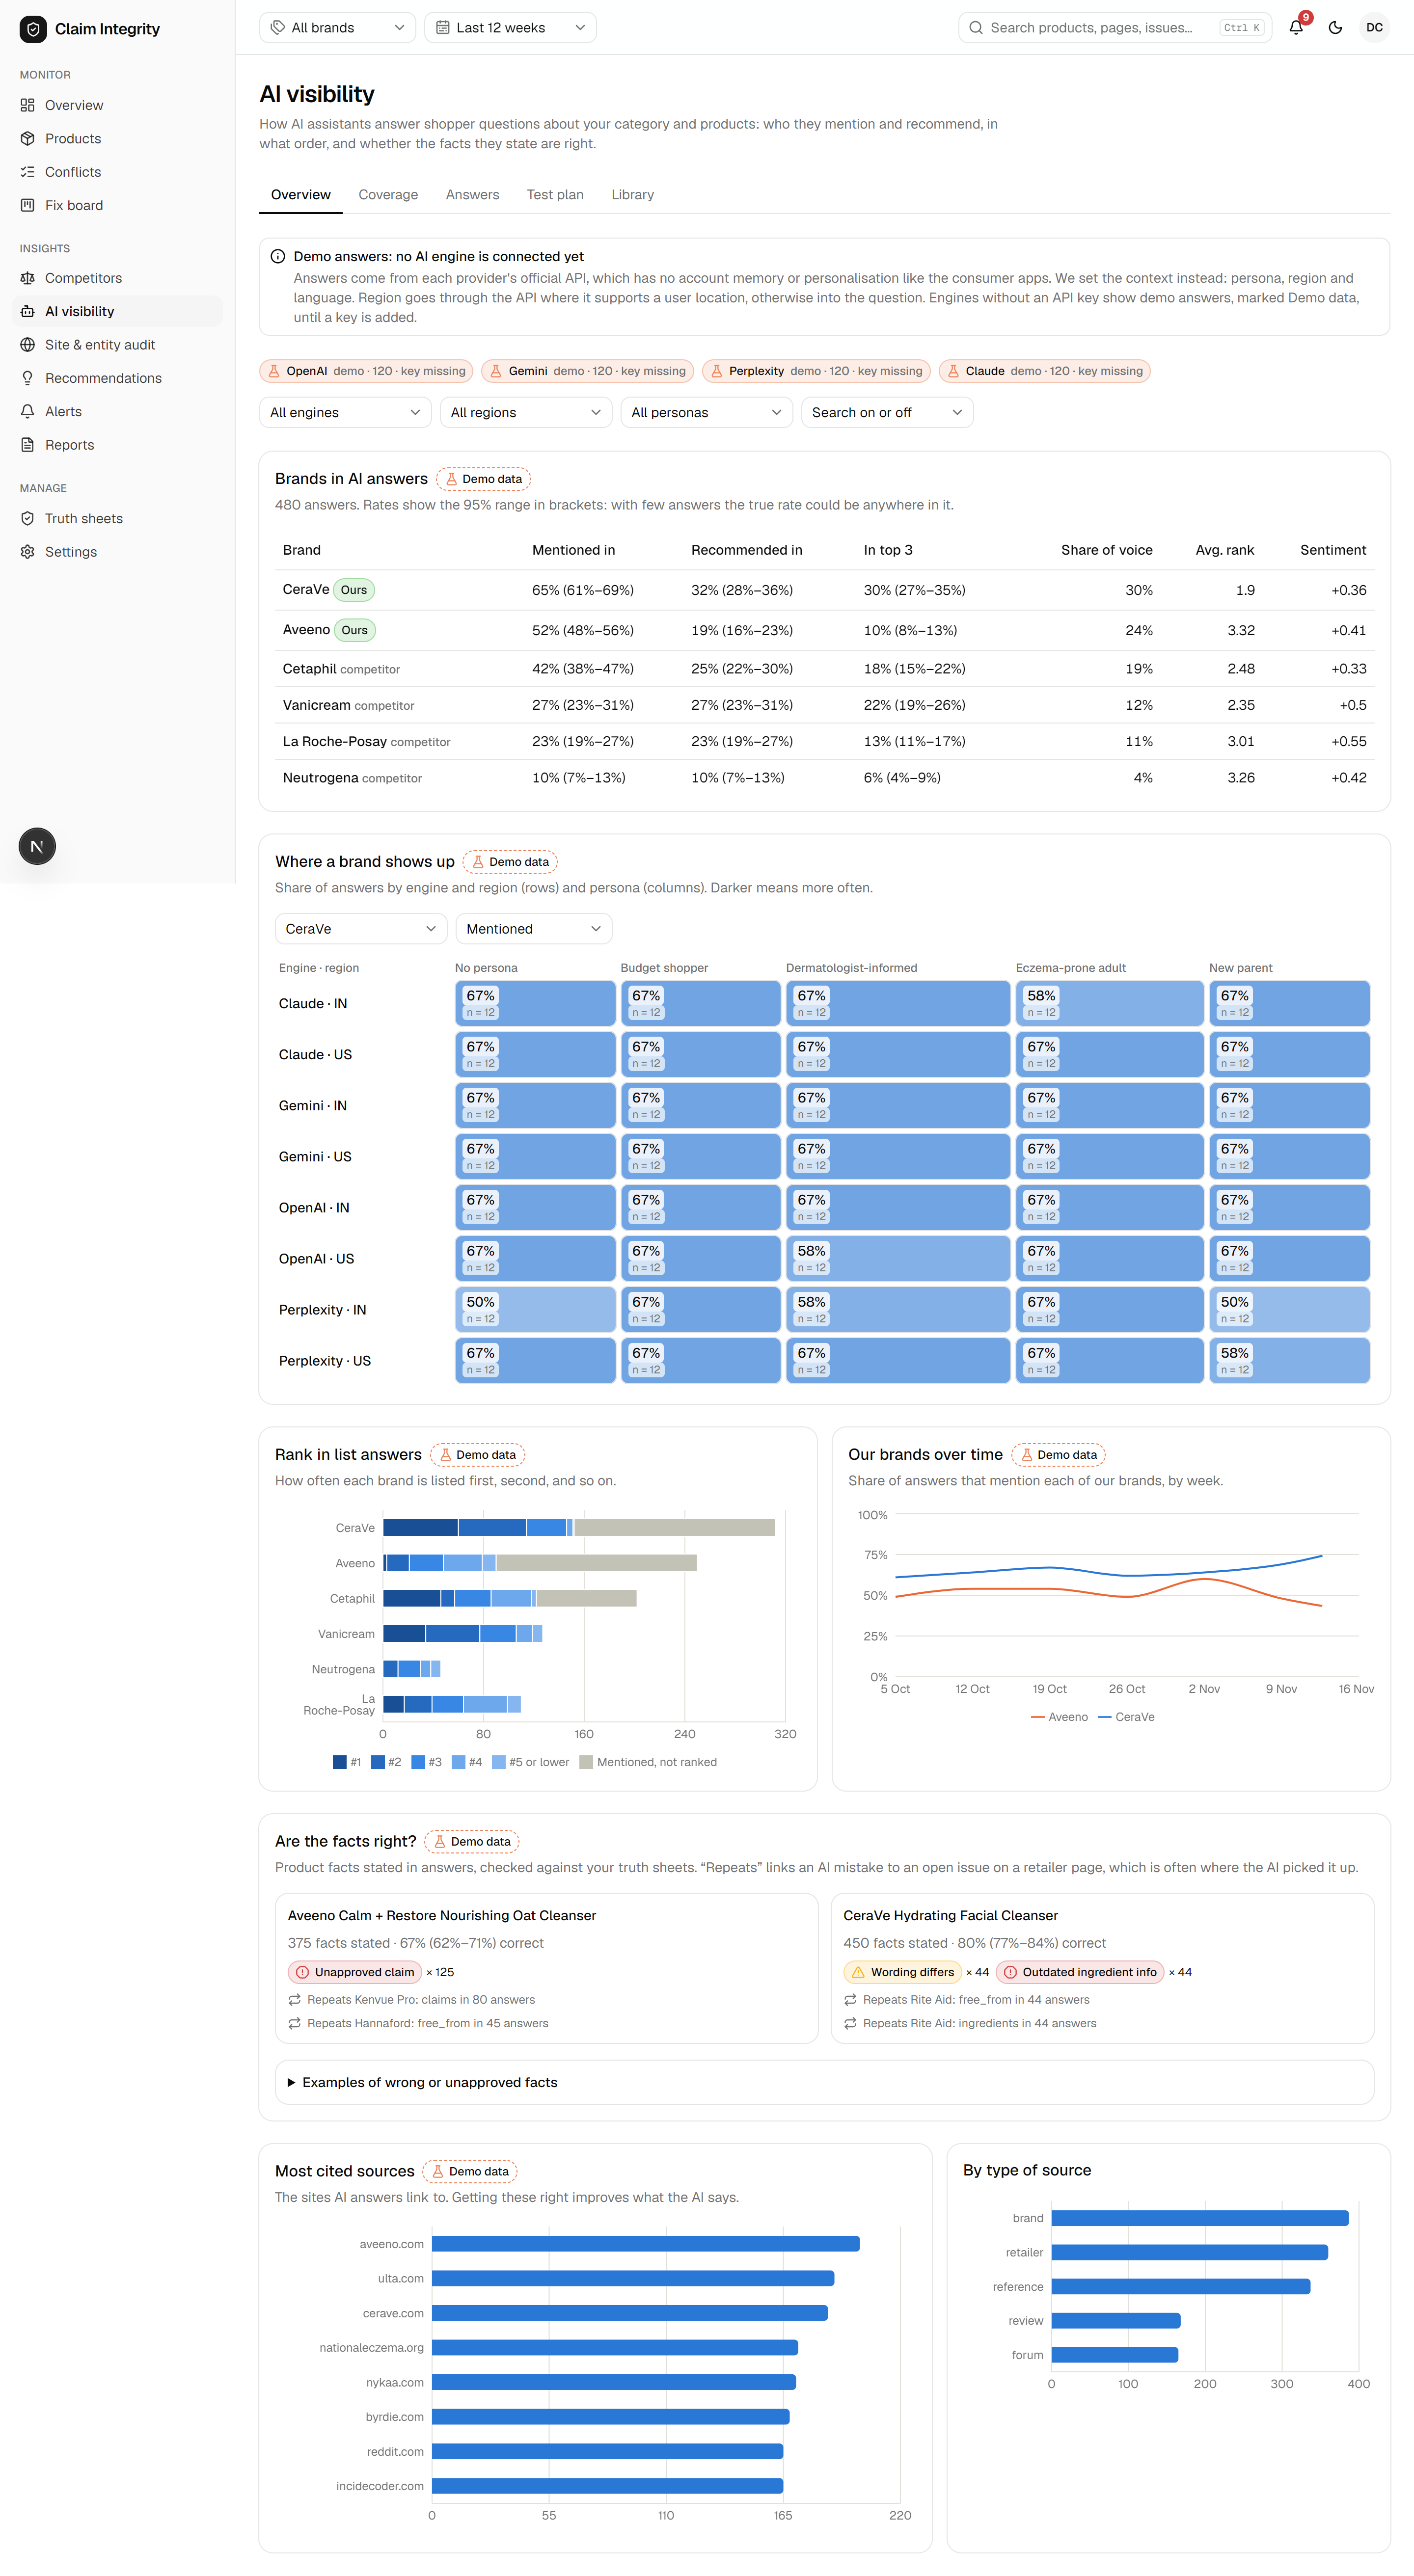 Claim Integrity
MONITOR
Overview
Products
Conflicts
Fix board
INSIGHTS
Competitors
AI visibility
Site & entity audit
Recommendations
Alerts
Reports
MANAGE
Truth sheets
Settings
N
All brands
Last 12 weeks
Search products, pages, issues...
Ctrl K
9
DC
AI visibility
How AI assistants answer shopper questions about your category and products: who they mention and recommend, in
what order, and whether the facts they state are right.
Overview Coverage Answers Test plan Library
Demo answers: no AI engine is connected yet
Answers come from each provider's official API, which has no account memory or personalisation like the consumer apps. We set the context instead: persona, region and
language. Region goes through the API where it supports a user location, otherwise into the question. Engines without an API key show demo answers, marked Demo data,
until a key is added.
OpenAI demo · 120 · key missing
Gemini demo · 120 · key missing
Perplexity demo · 120 · key missing
Claude demo · 120 · key missing
All engines
All regions
All personas
Search on or off
Brands in AI answers Demo data
480 answers. Rates show the 95% range in brackets: with few answers the true rate could be anywhere in it.
Brand Mentioned in Recommended in In top 3 Share of voice Avg. rank Sentiment
CeraVe Ours 65% (61%–69%) 32% (28%–36%) 30% (27%–35%) 30% 1.9 +0.36
Aveeno Ours 52% (48%–56%) 19% (16%–23%) 10% (8%–13%) 24% 3.32 +0.41
Cetaphil competitor 42% (38%–47%) 25% (22%–30%) 18% (15%–22%) 19% 2.48 +0.33
Vanicream competitor 27% (23%–31%) 27% (23%–31%) 22% (19%–26%) 12% 2.35 +0.5
La Roche-Posay competitor 23% (19%–27%) 23% (19%–27%) 13% (11%–17%) 11% 3.01 +0.55
Neutrogena competitor 10% (7%–13%) 10% (7%–13%) 6% (4%–9%) 4% 3.26 +0.42
Where a brand shows up Demo data
Share of answers by engine and region (rows) and persona (columns). Darker means more often.
CeraVe
Mentioned
Engine · region No persona Budget shopper Dermatologist-informed Eczema-prone adult New parent
Claude · IN 67% 67% 67% 58% 67%
n = 12 n = 12 n = 12 n = 12 n = 12
Claude · US 67% 67% 67% 67% 67%
n = 12 n = 12 n = 12 n = 12 n = 12
Gemini · IN 67% 67% 67% 67% 67%
n = 12 n = 12 n = 12 n = 12 n = 12
Gemini · US 67% 67% 67% 67% 67%
n = 12 n = 12 n = 12 n = 12 n = 12
OpenAI · IN 67% 67% 67% 67% 67%
n = 12 n = 12 n = 12 n = 12 n = 12
OpenAI · US 67% 67% 58% 67% 67%
n = 12 n = 12 n = 12 n = 12 n = 12
Perplexity · IN 50% 67% 58% 67% 50%
n = 12 n = 12 n = 12 n = 12 n = 12
Perplexity · US 67% 67% 67% 67% 58%
n = 12 n = 12 n = 12 n = 12 n = 12
Rank in list answers Demo data
How often each brand is listed first, second, and so on.
CeraVe
Aveeno
Cetaphil
Vanicream
Neutrogena
La
Roche-Posay
0 80 160 240 320
#1 #2 #3 #4 #5 or lower Mentioned, not ranked
Our brands over time Demo data
Share of answers that mention each of our brands, by week.
100%
75%
50%
25%
0%
5 Oct 12 Oct 19 Oct 26 Oct 2 Nov 9 Nov 16 Nov
Aveeno CeraVe
Are the facts right? Demo data
Product facts stated in answers, checked against your truth sheets. “Repeats” links an AI mistake to an open issue on a retailer page, which is often where the AI picked it up.
Aveeno Calm + Restore Nourishing Oat Cleanser
375 facts stated · 67% (62%–71%) correct
Unapproved claim × 125
Repeats Kenvue Pro: claims in 80 answers
Repeats Hannaford: free_from in 45 answers
CeraVe Hydrating Facial Cleanser
450 facts stated · 80% (77%–84%) correct
Wording differs × 44 Outdated ingredient info × 44
Repeats Rite Aid: free_from in 44 answers
Repeats Rite Aid: ingredients in 44 answers
Examples of wrong or unapproved facts
Most cited sources Demo data
The sites AI answers link to. Getting these right improves what the AI says.
aveeno.com
ulta.com
cerave.com
nationaleczema.org
nykaa.com
byrdie.com
reddit.com
incidecoder.com
0 55 110 165 220
By type of source
brand
retailer
reference
review
forum
0 100 200 300 400